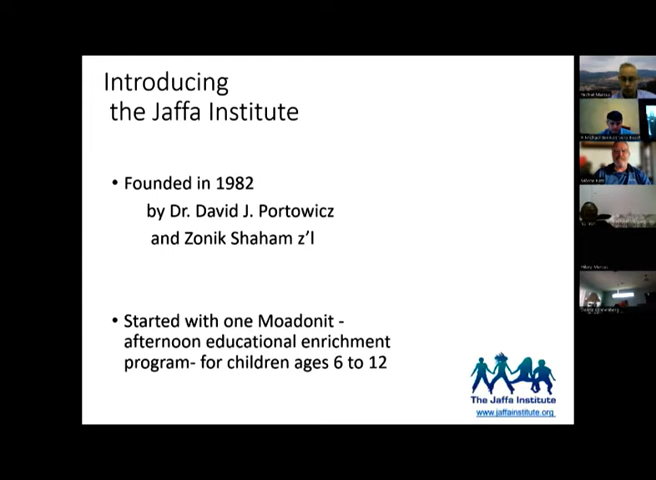 Introducing
the Jaffa Institute
• Founded in 1982
by Dr. David J. Portowicz
and Zonik Shaham z'l
• Started with one Moadonit -
afternoon educational enrichment
program- for children ages 6 to 12
The Jaffa Institute
www.jaffainstitute.org